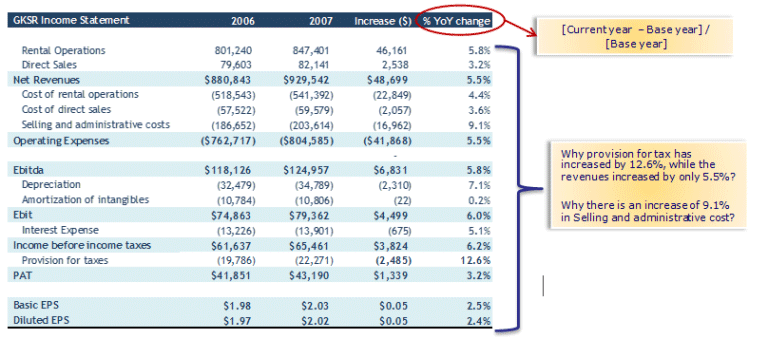 GKSR Income Statement 2006 2007 Increase ($) % YoY change
Rental Operations 801,240 847,401 46,161 5.8%
Direct Sales 79,603 82,141 2,538 3.2%
Net Revenues $880,843 $929,542 $48,699 5.5%
Cost of rental operations (518,543) (541,392) (22,849) 4.4%
Cost of direct sales (57,522) (59,579) (2,057) 3.6%
Selling and administrative costs (186,652) (203,614) (16,962) 9.1%
Operating Expenses ($762,717) ($804,585) ($41,868) 5.5%
-
Ebitda $118,126 $124,957 $6,831 5.8%
Depreciation (32,479) (34,789) (2,310) 7.1%
Amortization of intangibles (10,784) (10,806) (22) 0.2%
Ebit $74,863 $79,362 $4,499 6.0%
Interest Expense (13,226) (13,901) (675) 5.1%
Income before income taxes $61,637 $65,461 $3,824 6.2%
Provision for taxes (19,786) (22,271) (2,485) 12.6%
PAT $41,851 $43,190 $1,339 3.2%
Basic EPS $1.98 $2.03 $0.05 2.5%
Diluted EPS $1.97 $2.02 $0.05 2.4%
[Current year - Base year] /
[Base year]
Why provision for tax has
increased by 12.6%, while the
revenues increased by only 5.5%?
Why there is an increase of 9.1%
in Selling and administrative cost?